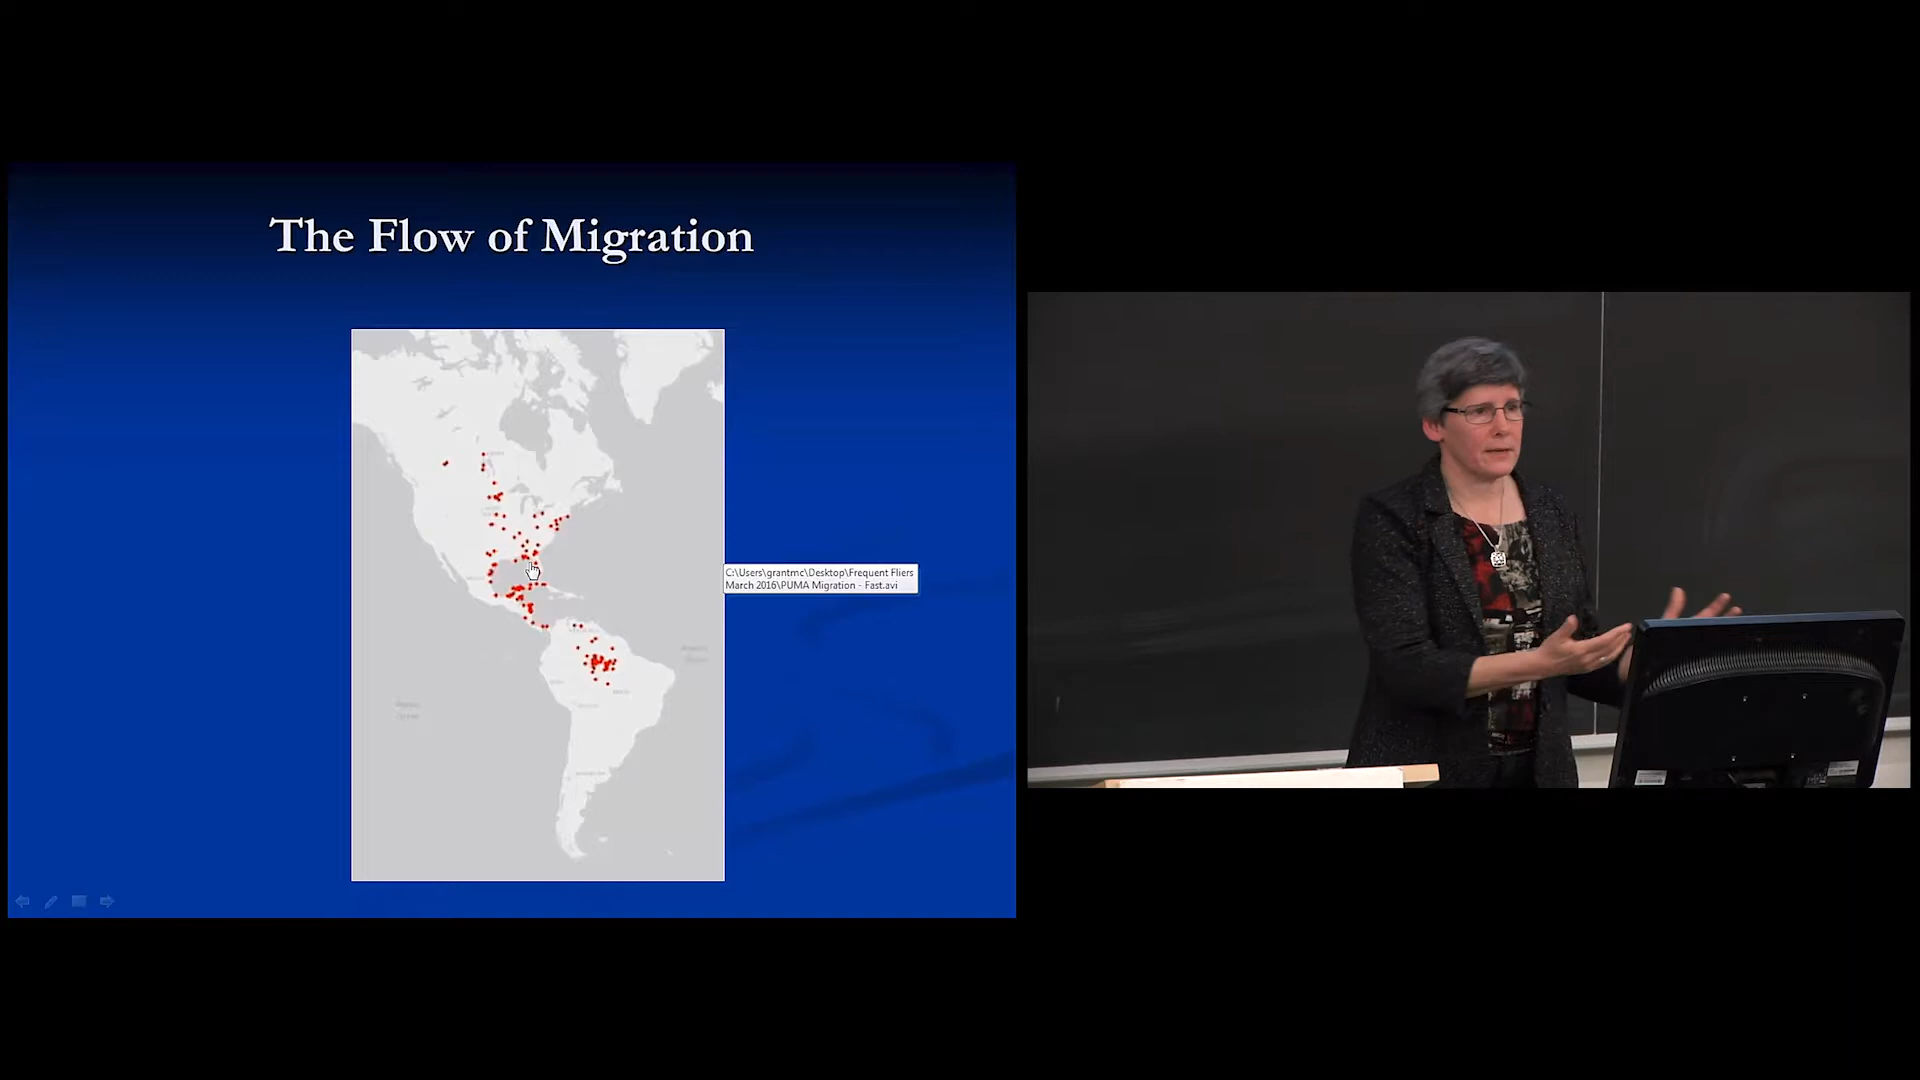 The Flow of Migration
C:\Users\grantmc\Desktop\Frequent Fliers
March 2016\PUMA Migration - Fast.avi